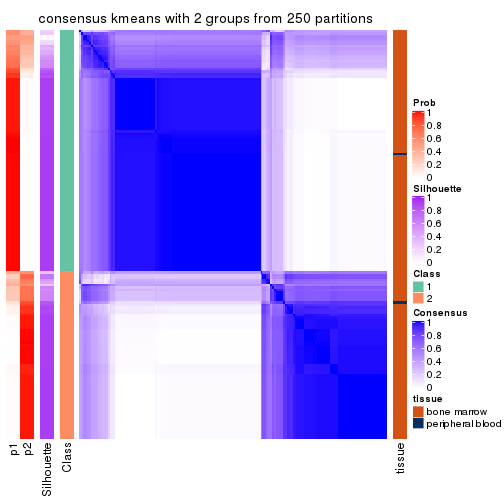 consensus kmeans with 2 groups from 250 partitions
Prob
1
0.8
0.6
0.4
0.2
0
Silhouette
1
0.8
0.6
0.4
0.2
0
Class
1
2
Consensus
1
0.8
0.6
0.4
0.2
0
tissue
bone marrow
peripheral blood
p1
p2
Silhouette
Class
tissue